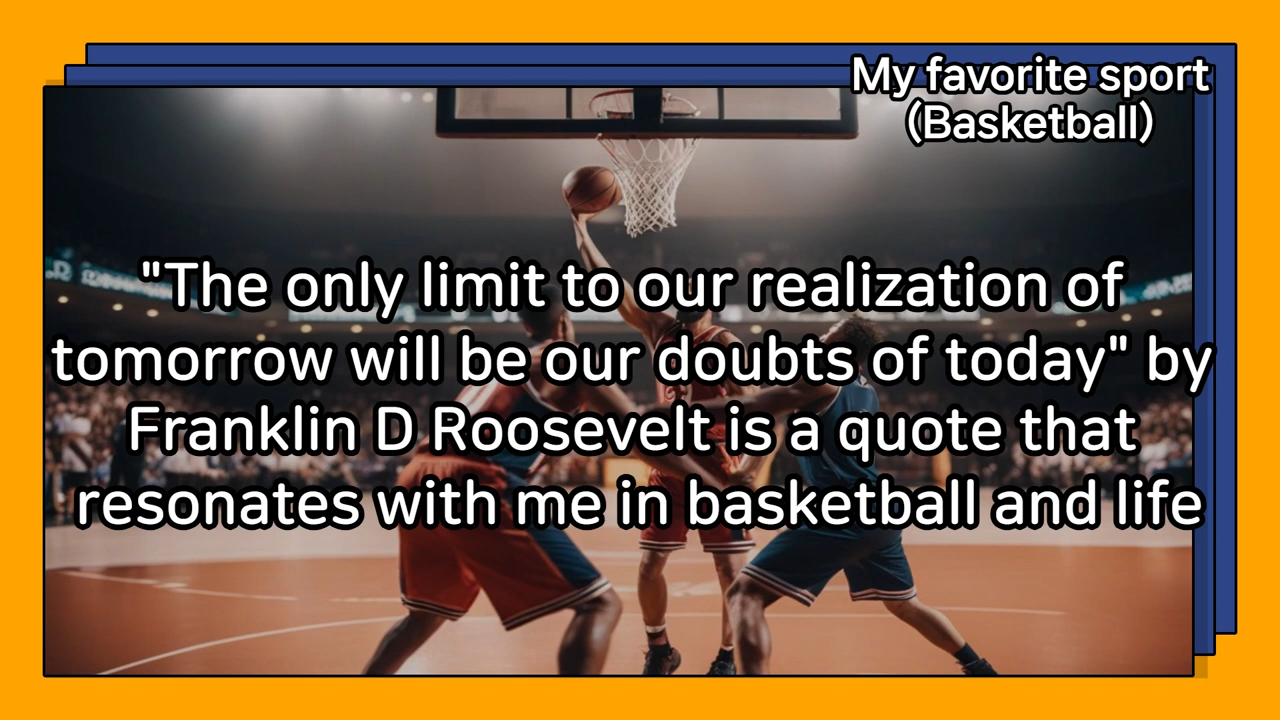 My favorite sport
(Basketball)
"The only limit to our realization of
tomorrow will be our doubts of today" by
Franklin D Roosevelt is a quote that
resonates with me in basketball and life